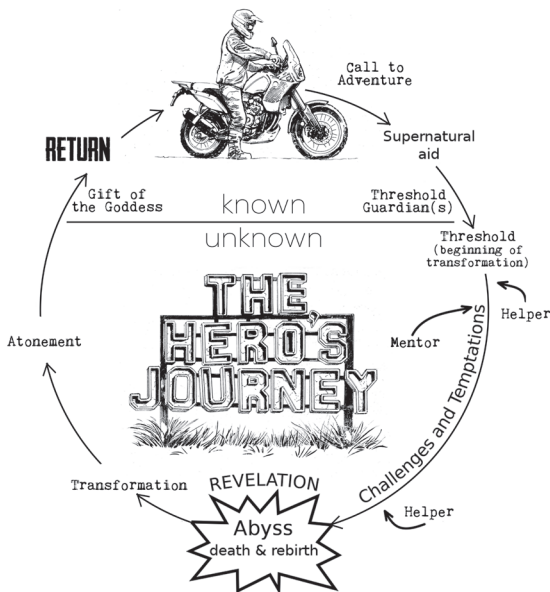 Call to
Adventure
Supernatural
aid
RETURN
Gift of
the Goddess
known
Threshold
Guardian(s)
unknown
Threshold
(beginning of
transformation)
THE
HERO'S
JOURNEY
Helper
Mentor
Atonement
Challenges and Temptations
Transformation
REVELATION
Helper
Abyss
death & rebirth